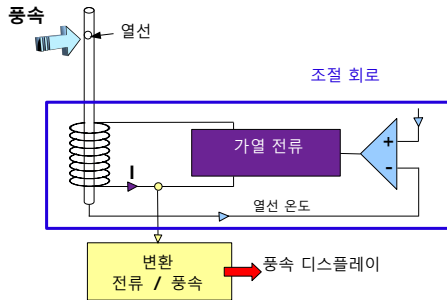 풍속
열선
조절 회로
가열 전류
+
-
I
열선 온도
변환
전류 / 풍속
풍속 디스플레이